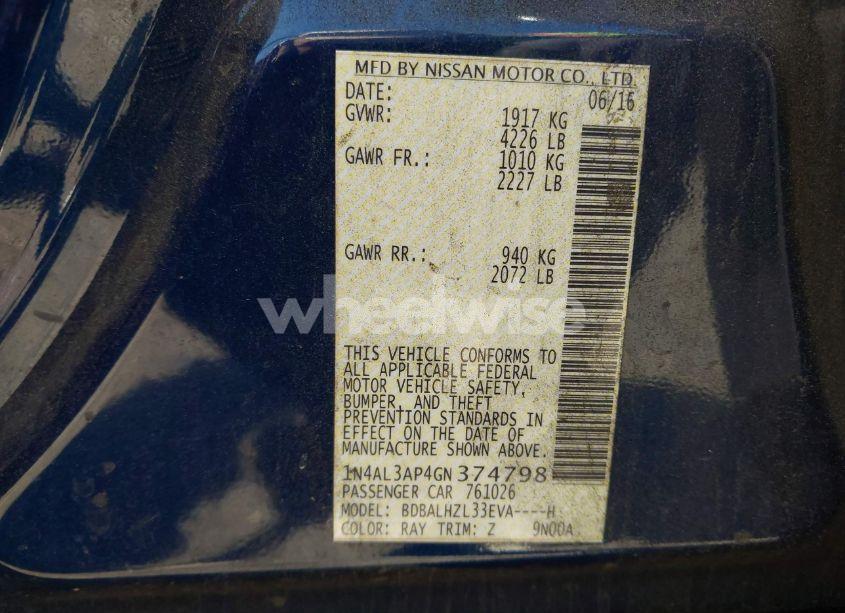 MFD BY NISSAN MOTOR CO., LTD.
DATE: 06/16
GVWR: 1917 KG
4226 LB
GAWR FR.: 1010 KG
2227 LB
GAWR RR.: 940 KG
2072 LB
wheelwise
THIS VEHICLE CONFORMS TO
ALL APPLICABLE FEDERAL
MOTOR VEHICLE SAFETY,
BUMPER, AND THEFT
PREVENTION STANDARDS IN
EFFECT ON THE DATE OF
MANUFACTURE SHOWN ABOVE.
1N4AL3AP4GN374798
PASSENGER CAR 761026
MODEL: BDBALHZL33EVA----H
COLOR: RAY TRIM: Z 9N00A